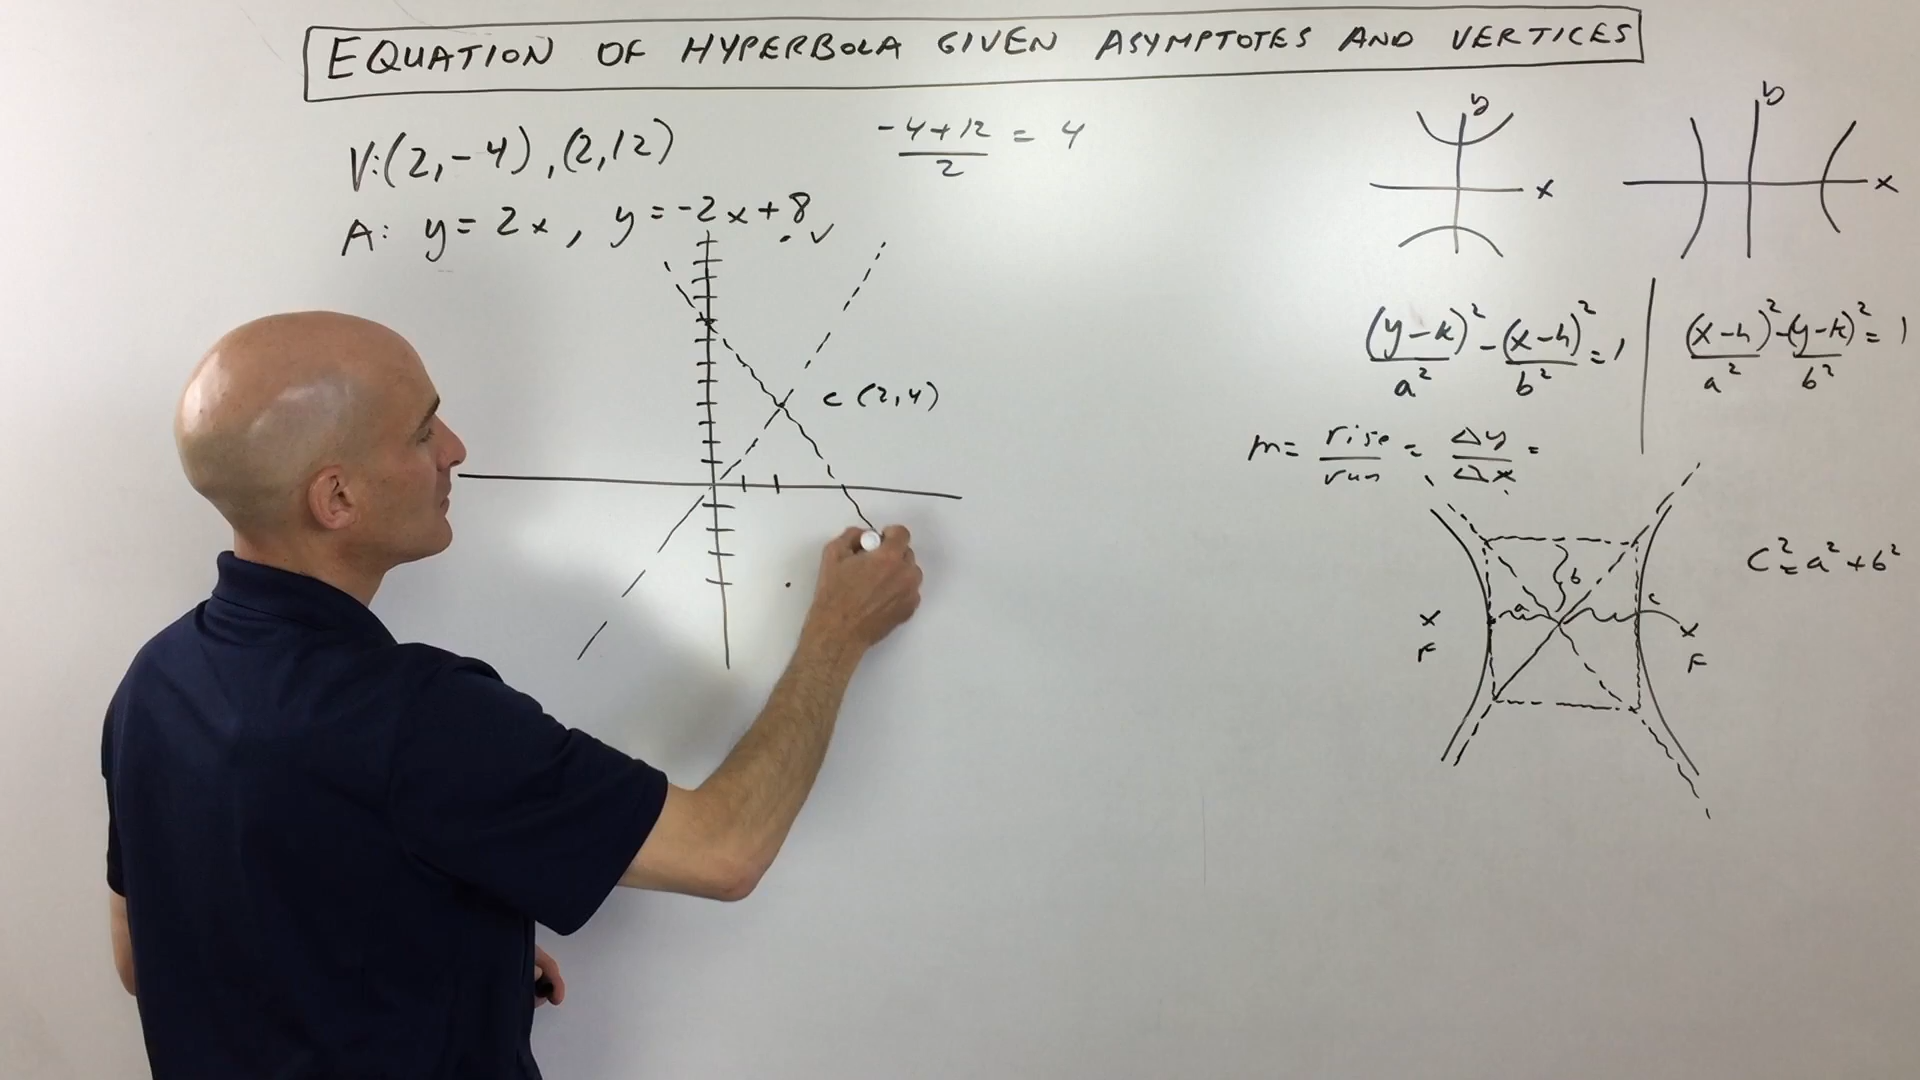 EQUATION OF HYPERBOLA GIVEN ASYMPTOTES AND VERTICES
V:(2,-4),(2,12)
A: y=2x, y=-2x+8
v
(-4+12)/2 = 4
c (2,4)
y
x
y
x
(y-k)²/a² - (x-h)²/b² = 1
(x-h)²/a² - (y-k)²/b² = 1
m = rise/run = Δy/Δx =
b
a
c
x
F
x
F
c² = a² + b²